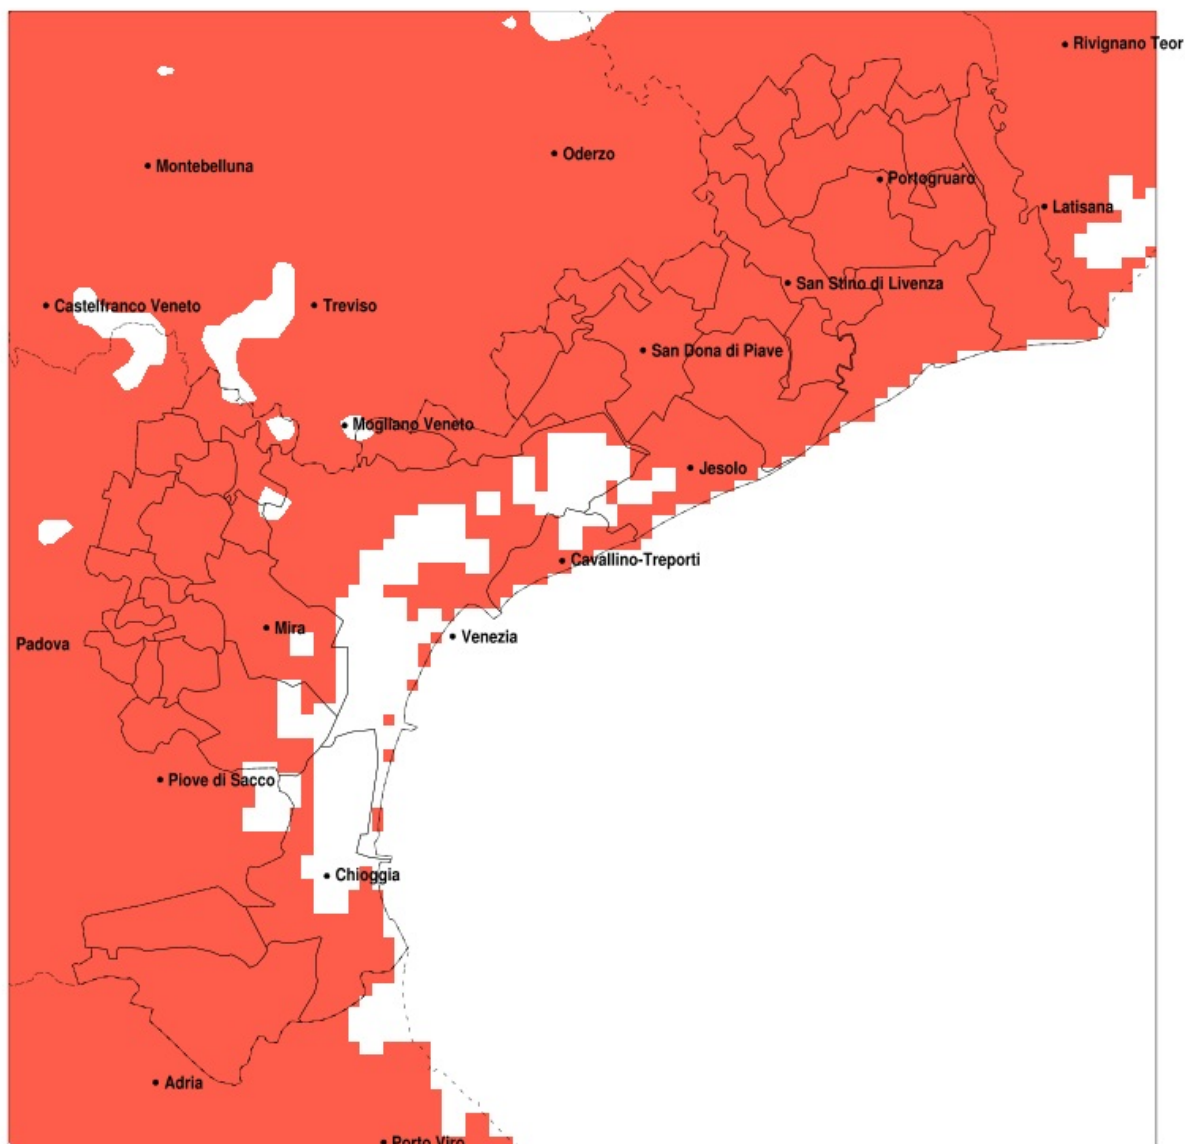 Rivignano Teor
Oderzo
Montebelluna
Portogruaro
Latisana
San Stino di Livenza
Castelfranco Veneto
Treviso
San Dona di Piave
Mogliano Veneto
Jesolo
Cavallino-Treporti
Mira
Venezia
Padova
Piove di Sacco
Chioggia
Adria
Porto Viro